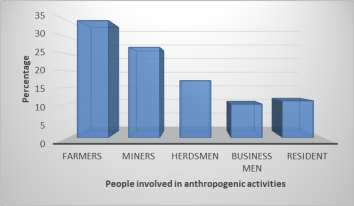 35
30
25
20
15
10
5
0
Percentage
FARMERS MINERS HERDSMEN BUSINESS RESIDENT
MEN
People involved in anthropogenic activities